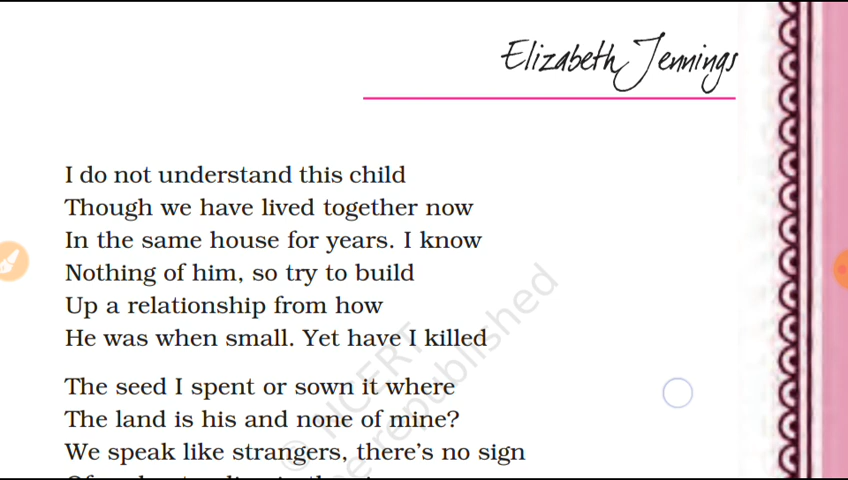 Elizabeth Jennings
I do not understand this child
Though we have lived together now
In the same house for years. I know
Nothing of him, so try to build
Up a relationship from how
He was when small. Yet have I killed
The seed I spent or sown it where
The land is his and none of mine?
We speak like strangers, there's no sign
© NCERT
republished